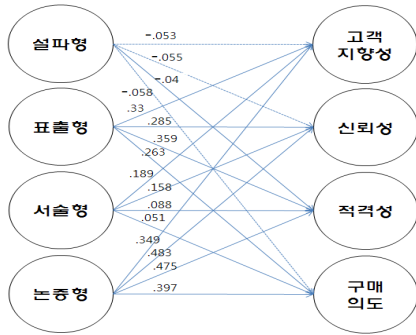 설파형
-.053
고객
지향성
-.055
-.04
-.058
표출형
.33
.285
.359
.263
신뢰성
서술형
.189
.158
.088
.051
적격성
논증형
.349
.483
.475
.397
구매
의도